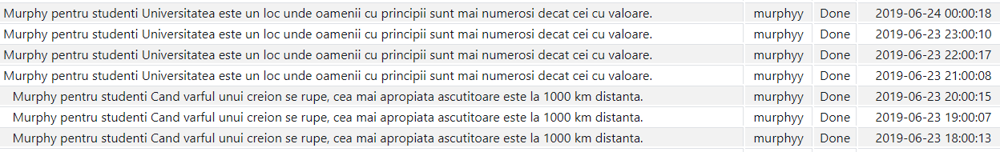 Murphy pentru studenti Universitatea este un loc unde oamenii cu principii sunt mai numerosi decat cei cu valoare. murphyy Done 2019-06-24 00:00:18
Murphy pentru studenti Universitatea este un loc unde oamenii cu principii sunt mai numerosi decat cei cu valoare. murphyy Done 2019-06-23 23:00:10
Murphy pentru studenti Universitatea este un loc unde oamenii cu principii sunt mai numerosi decat cei cu valoare. murphyy Done 2019-06-23 22:00:17
Murphy pentru studenti Universitatea este un loc unde oamenii cu principii sunt mai numerosi decat cei cu valoare. murphyy Done 2019-06-23 21:00:08
Murphy pentru studenti Cand varful unui creion se rupe, cea mai apropiata ascutitoare este la 1000 km distanta. murphyy Done 2019-06-23 20:00:15
Murphy pentru studenti Cand varful unui creion se rupe, cea mai apropiata ascutitoare este la 1000 km distanta. murphyy Done 2019-06-23 19:00:07
Murphy pentru studenti Cand varful unui creion se rupe, cea mai apropiata ascutitoare este la 1000 km distanta. murphyy Done 2019-06-23 18:00:13